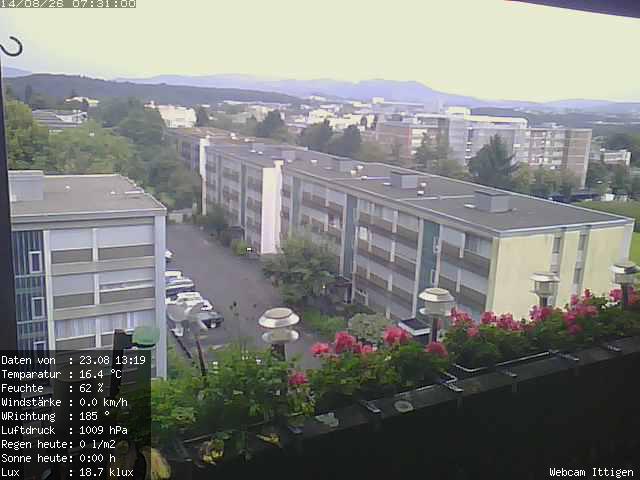 14/08/26 07:31:00
Daten von : 23.08 13:19
Temparatur : 16.4 °C
Feuchte : 62 %
Windstärke : 0.0 km/h
WRichtung : 185 °
Luftdruck : 1009 hPa
Regen heute: 0 l/m2
Sonne heute: 0:00 h
Lux : 18.7 klux
Webcam Ittigen